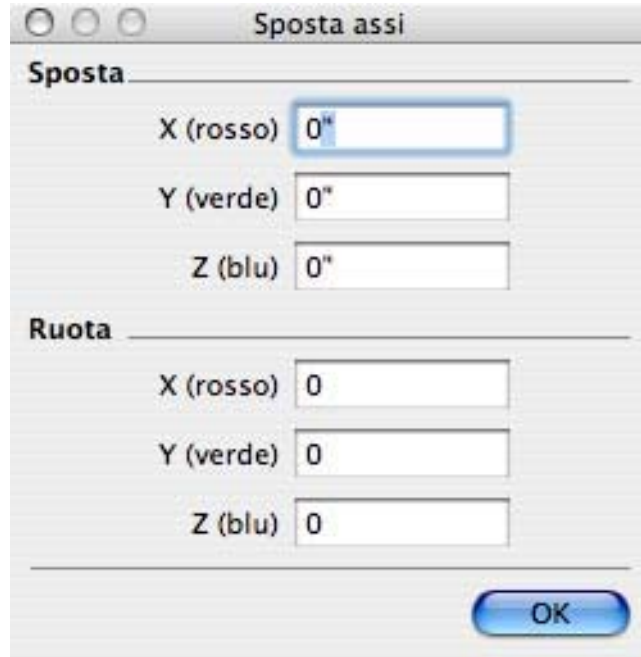 Sposta assi
Sposta
X (rosso) 0"
Y (verde) 0"
Z (blu) 0"
Ruota
X (rosso) 0
Y (verde) 0
Z (blu) 0
OK